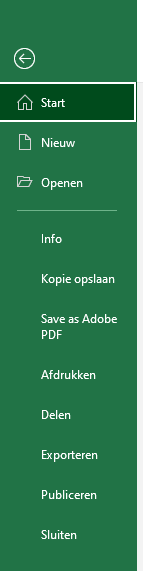 Start
Nieuw
Openen
Info
Kopie opslaan
Save as Adobe
PDF
Afdrukken
Delen
Exporteren
Publiceren
Sluiten